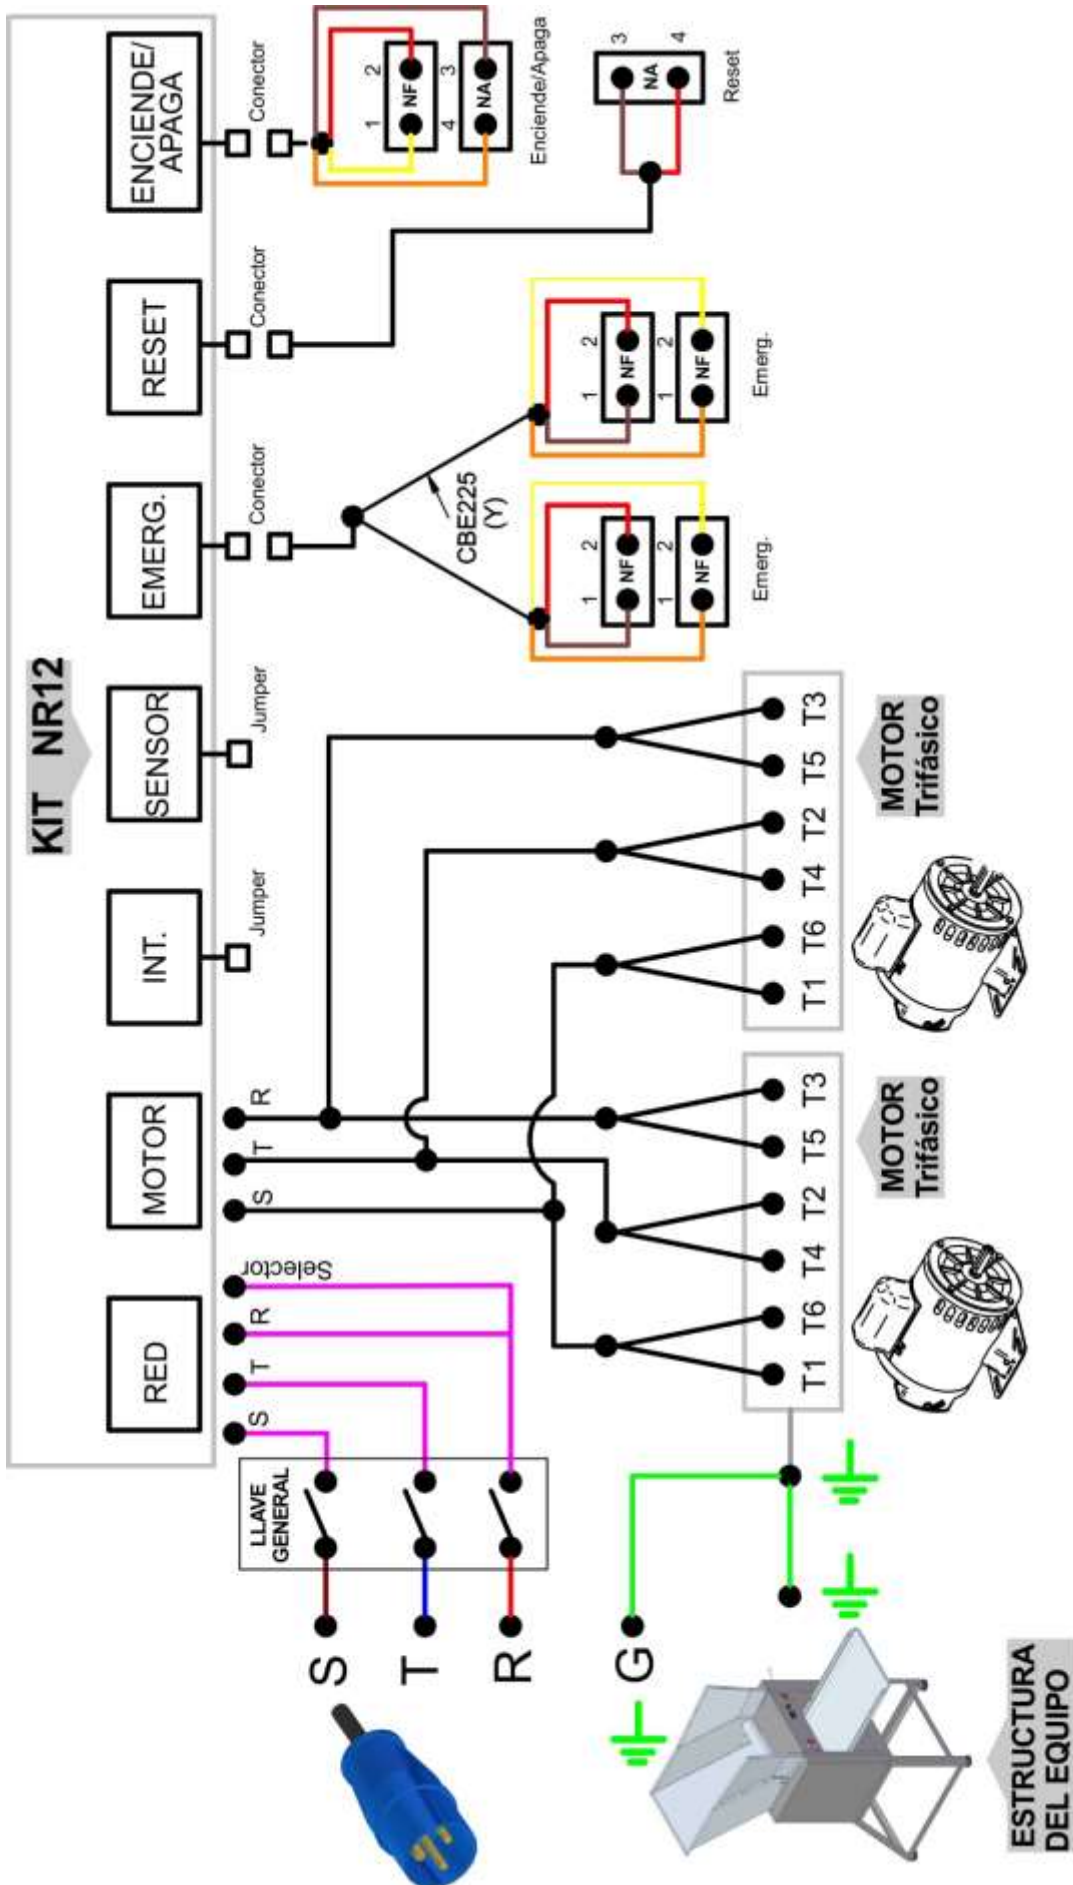 KIT NR12
RED
MOTOR
INT.
SENSOR
EMERG.
RESET
ENCIENDE/
APAGA
S
T
R
Selector
S
T
R
Jumper
Jumper
Conector
Conector
Conector
LLAVE
GENERAL
S
T
R
G
CBE225
(Y)
1
NF
2
1
NF
2
Emerg.
1
NF
2
1
NF
2
Emerg.
1
NF
2
4
NA
3
Enciende/Apaga
3
NA
4
Reset
T1
T6
T4
T2
T5
T3
MOTOR
Trifásico
T1
T6
T4
T2
T5
T3
MOTOR
Trifásico
ESTRUCTURA
DEL EQUIPO